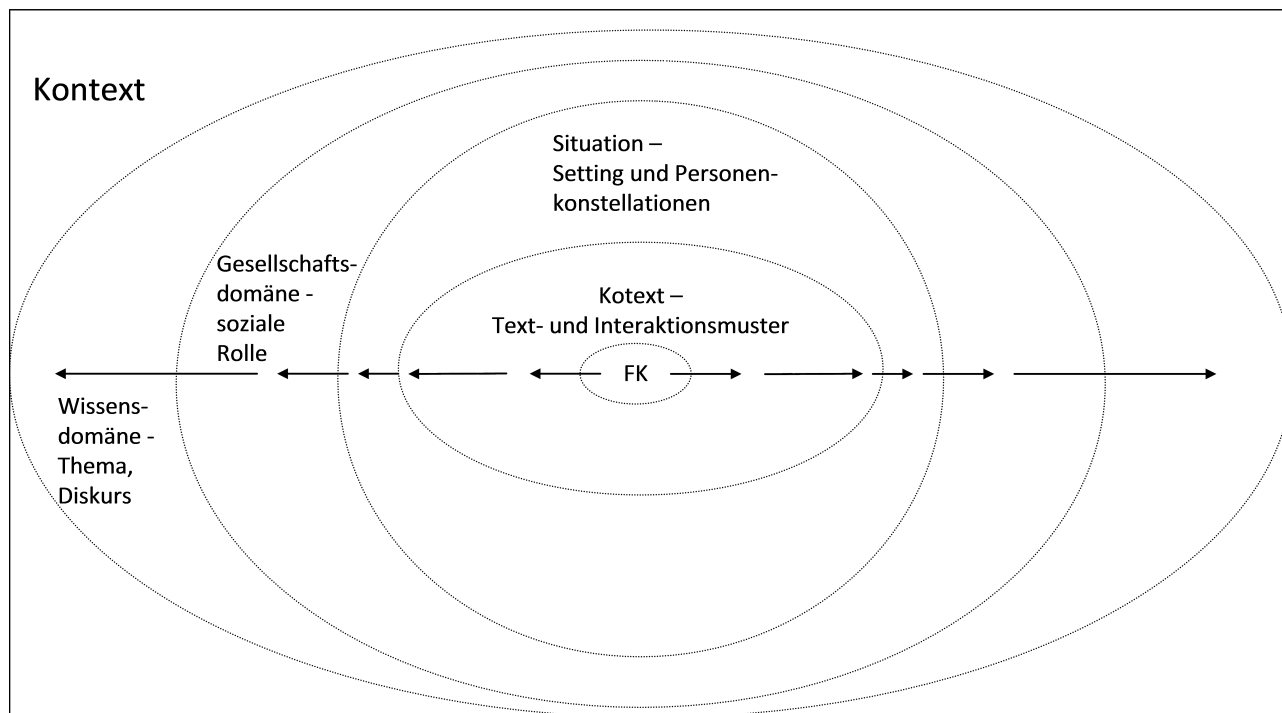 Kontext
Situation –
Setting und Personen-
konstellationen
Gesellschafts-
domäne -
soziale
Rolle
Kotext –
Text- und Interaktionsmuster
FK
Wissens-
domäne -
Thema,
Diskurs